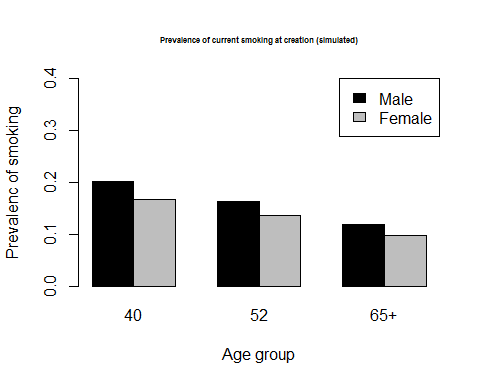 Prevalence of current smoking at creation (simulated)
Prevalenc of smoking
0.4
0.3
0.2
0.1
0.0
Male
Female
40
52
65+
Age group